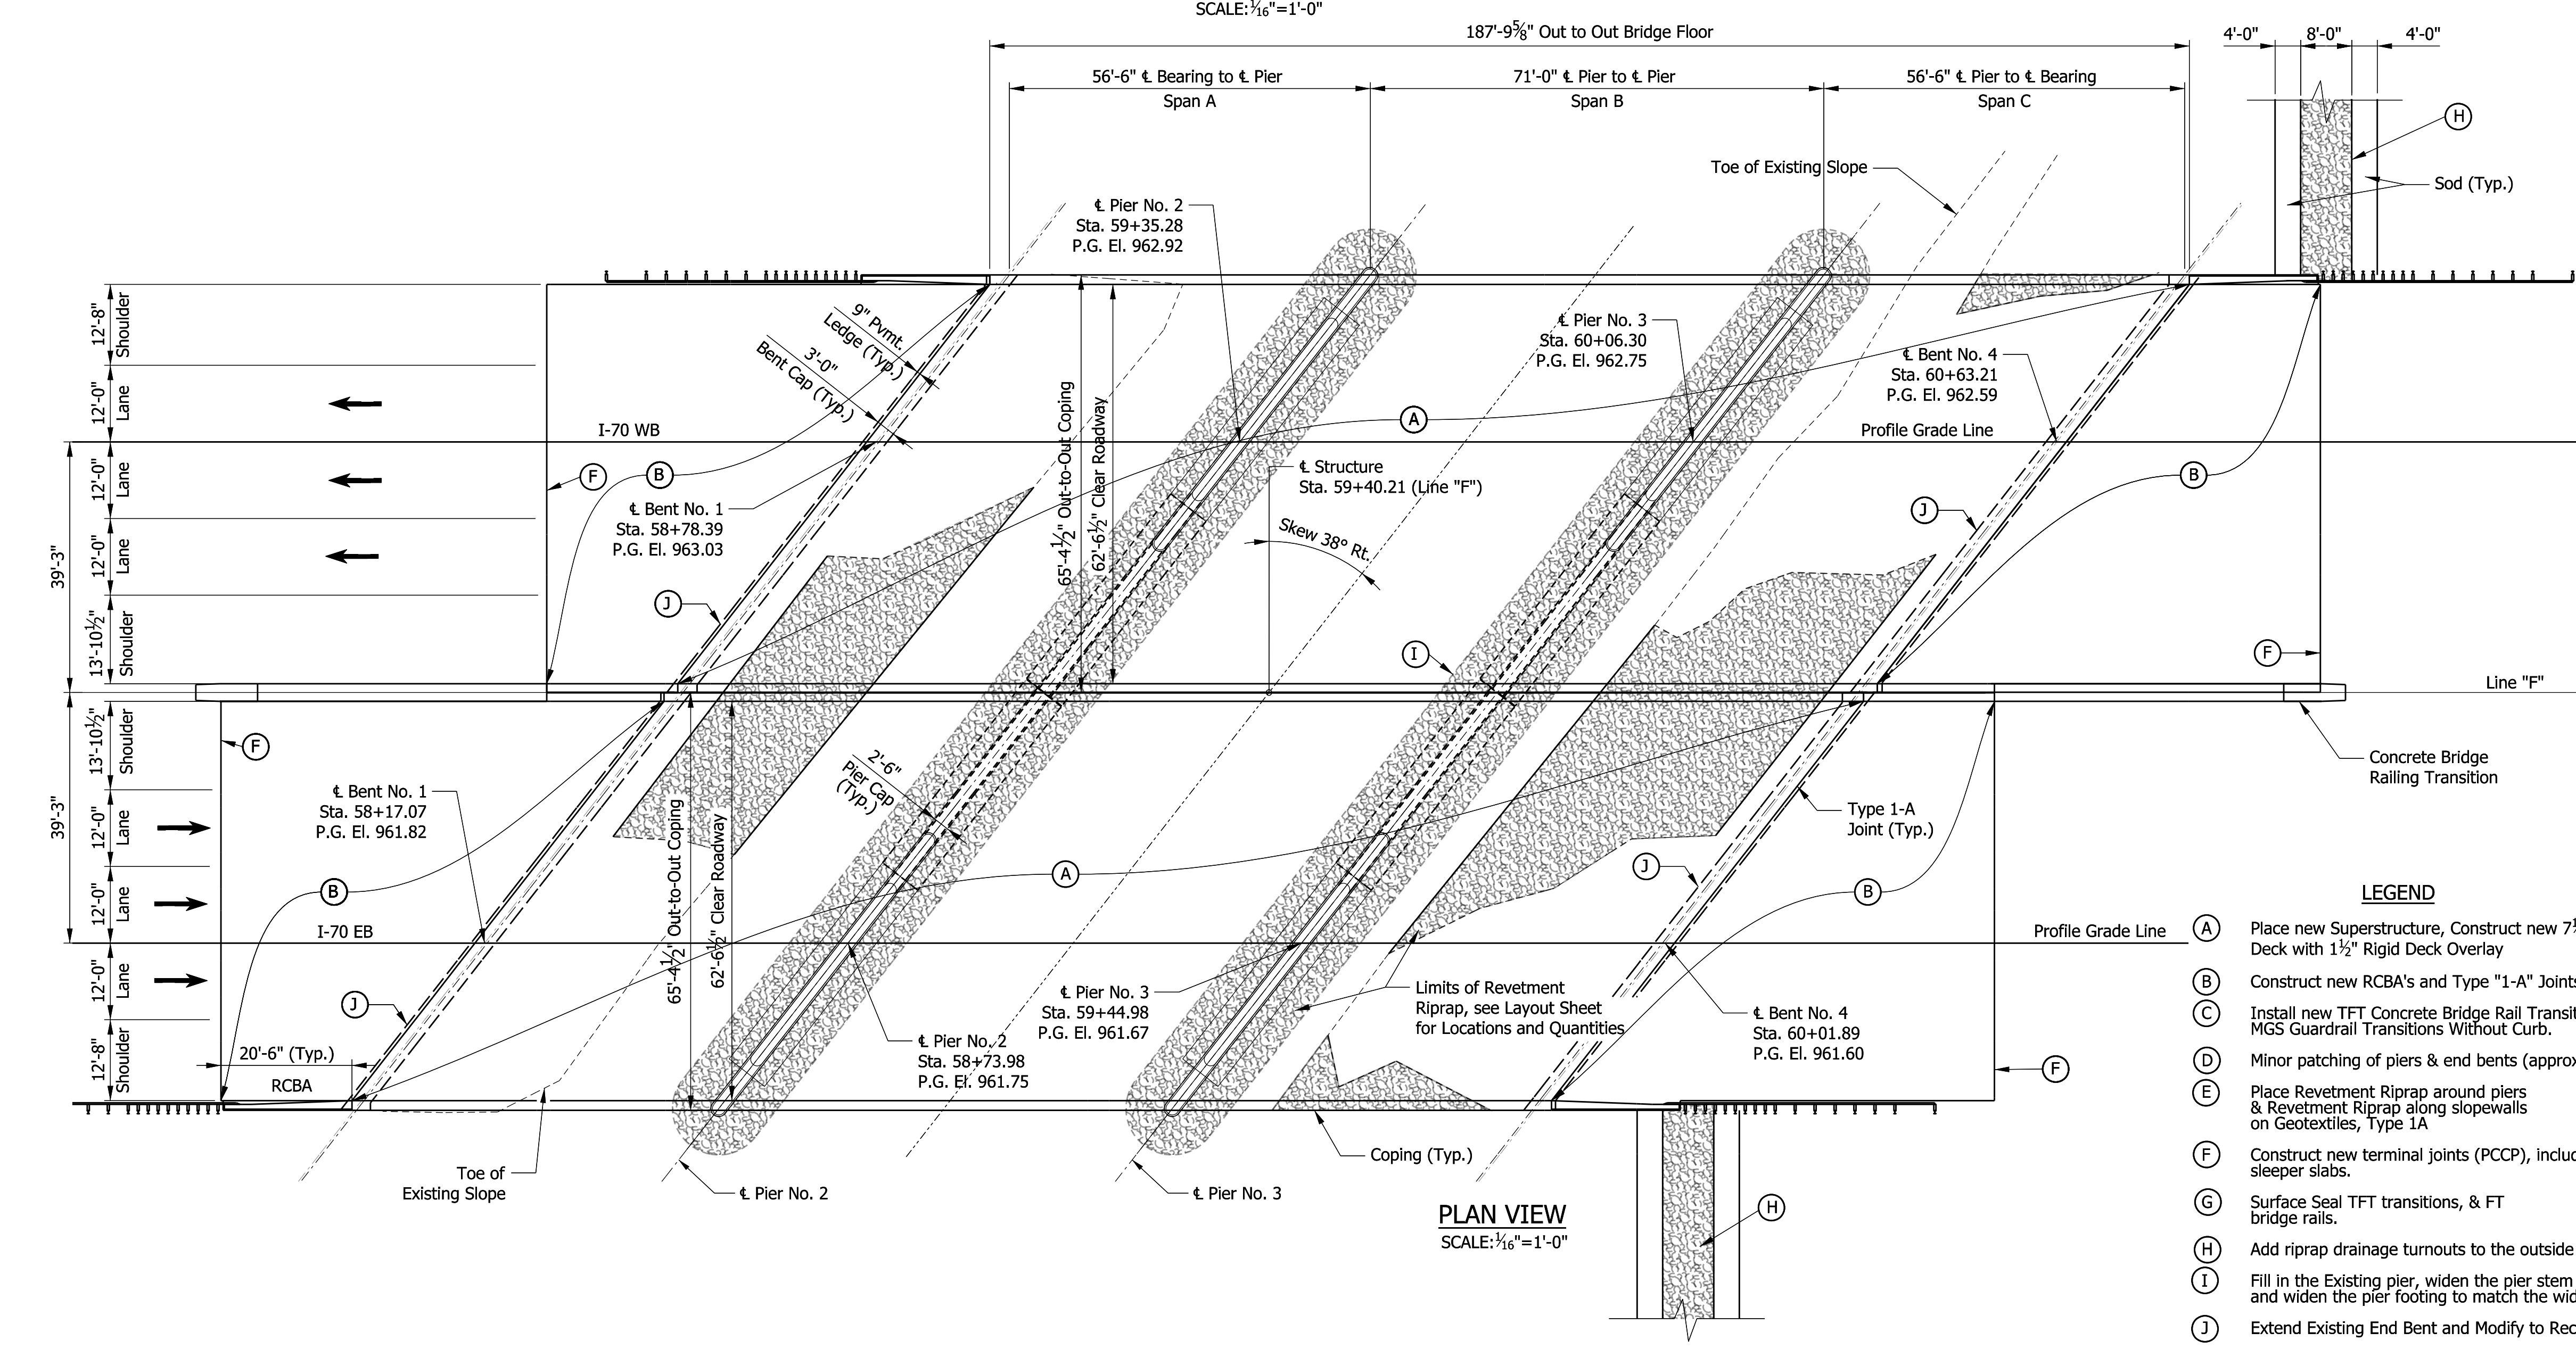 SCALE:1/16"=1'-0"
187'-9⅝" Out to Out Bridge Floor
4'-0"
8'-0"
4'-0"
56'-6" ℄ Bearing to ℄ Pier
71'-0" ℄ Pier to ℄ Pier
56'-6" ℄ Pier to ℄ Bearing
Span A
Span B
Span C
H
Toe of Existing Slope
Sod (Typ.)
℄ Pier No. 2
Sta. 59+35.28
P.G. El. 962.92
12'-8"
Shoulder
9" Pvmt.
Ledge (Typ.)
3'-0"
Bent Cap (Typ.)
℄ Pier No. 3
Sta. 60+06.30
P.G. El. 962.75
℄ Bent No. 4
Sta. 60+63.21
P.G. El. 962.59
12'-0"
Lane
A
I-70 WB
Profile Grade Line
65'-4½" Out-to-Out Coping
62'-6½" Clear Roadway
12'-0"
Lane
F
B
℄ Structure
Sta. 59+40.21 (Line "F")
B
℄ Bent No. 1
Sta. 58+78.39
P.G. El. 963.03
J
Skew 38° Rt.
39'-3"
12'-0"
Lane
J
13'-10½"
Shoulder
I
F
Line "F"
13'-10½"
Shoulder
F
Concrete Bridge
Railing Transition
2'-6"
Pier Cap
(Typ.)
℄ Bent No. 1
Sta. 58+17.07
P.G. El. 961.82
39'-3"
12'-0"
Lane
65'-4½" Out-to-Out Coping
62'-6½" Clear Roadway
Type 1-A
Joint (Typ.)
A
J
B
B
12'-0"
Lane
I-70 EB
Profile Grade Line
12'-0"
Lane
J
℄ Pier No. 3
Sta. 59+44.98
P.G. El. 961.67
Limits of Revetment
Riprap, see Layout Sheet
for Locations and Quantities
℄ Bent No. 4
Sta. 60+01.89
P.G. El. 961.60
℄ Pier No. 2
Sta. 58+73.98
P.G. El. 961.75
12'-8"
Shoulder
20'-6" (Typ.)
RCBA
F
Toe of
Existing Slope
℄ Pier No. 2
℄ Pier No. 3
Coping (Typ.)
H
PLAN VIEW
SCALE:1/16"=1'-0"
LEGEND
A Place new Superstructure, Construct new
Deck with 1½" Rigid Deck Overlay
B Construct new RCBA's and Type "1-A" Joints
C Install new TFT Concrete Bridge Rail
MGS Guardrail Transitions Without Curb.
D Minor patching of piers & end bents
E Place Revetment Riprap around piers
& Revetment Riprap along slopewalls
on Geotextiles, Type 1A
F Construct new terminal joints (PCCP),
sleeper slabs.
G Surface Seal TFT transitions, & FT
bridge rails.
H Add riprap drainage turnouts to the outside
I Fill in the Existing pier, widen the pier stem
and widen the pier footing to match the
J Extend Existing End Bent and Modify to